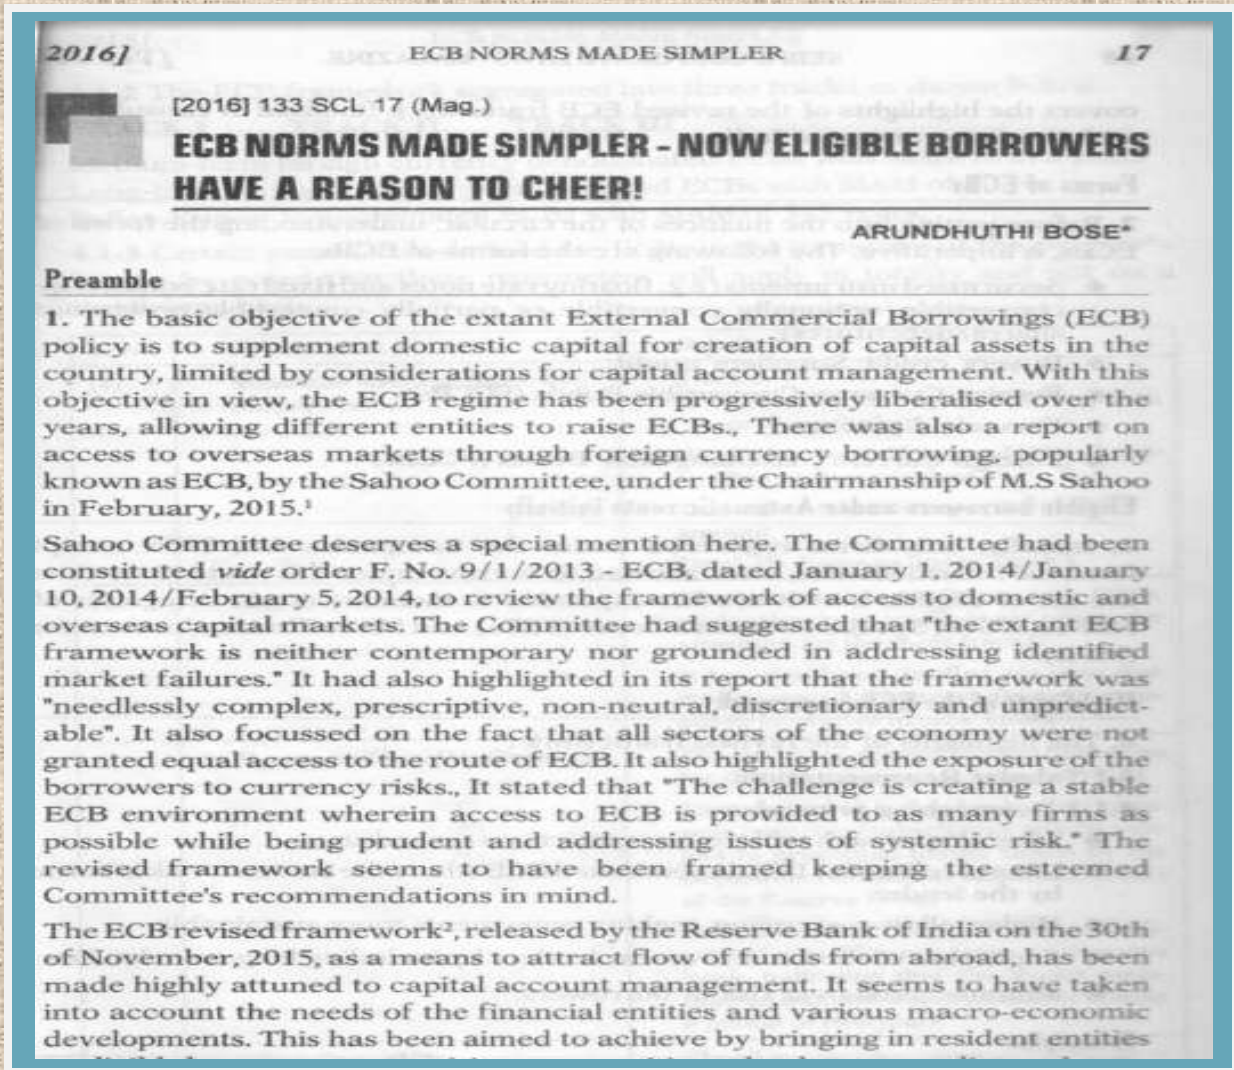 2016]
ECB NORMS MADE SIMPLER
17
[2016] 133 SCL 17 (Mag.)
ECB NORMS MADE SIMPLER - NOW ELIGIBLE BORROWERS
HAVE A REASON TO CHEER!
ARUNDHUTHI BOSE*
Preamble
1. The basic objective of the extant External Commercial Borrowings (ECB)
policy is to supplement domestic capital for creation of capital assets in the
country, limited by considerations for capital account management. With this
objective in view, the ECB regime has been progressively liberalised over the
years, allowing different entities to raise ECBs., There was also a report on
access to overseas markets through foreign currency borrowing, popularly
known as ECB, by the Sahoo Committee, under the Chairmanship of M.S Sahoo
in February, 2015.¹
Sahoo Committee deserves a special mention here. The Committee had been
constituted vide order F. No. 9/1/2013 - ECB, dated January 1, 2014/January
10, 2014/February 5, 2014, to review the framework of access to domestic and
overseas capital markets. The Committee had suggested that "the extant ECB
framework is neither contemporary nor grounded in addressing identified
market failures." It had also highlighted in its report that the framework was
"needlessly complex, prescriptive, non-neutral, discretionary and unpredict-
able". It also focussed on the fact that all sectors of the economy were not
granted equal access to the route of ECB. It also highlighted the exposure of the
borrowers to currency risks., It stated that "The challenge is creating a stable
ECB environment wherein access to ECB is provided to as many firms as
possible while being prudent and addressing issues of systemic risk." The
revised framework seems to have been framed keeping the esteemed
Committee's recommendations in mind.
The ECB revised framework², released by the Reserve Bank of India on the 30th
of November, 2015, as a means to attract flow of funds from abroad, has been
made highly attuned to capital account management. It seems to have taken
into account the needs of the financial entities and various macro-economic
developments. This has been aimed to achieve by bringing in resident entities